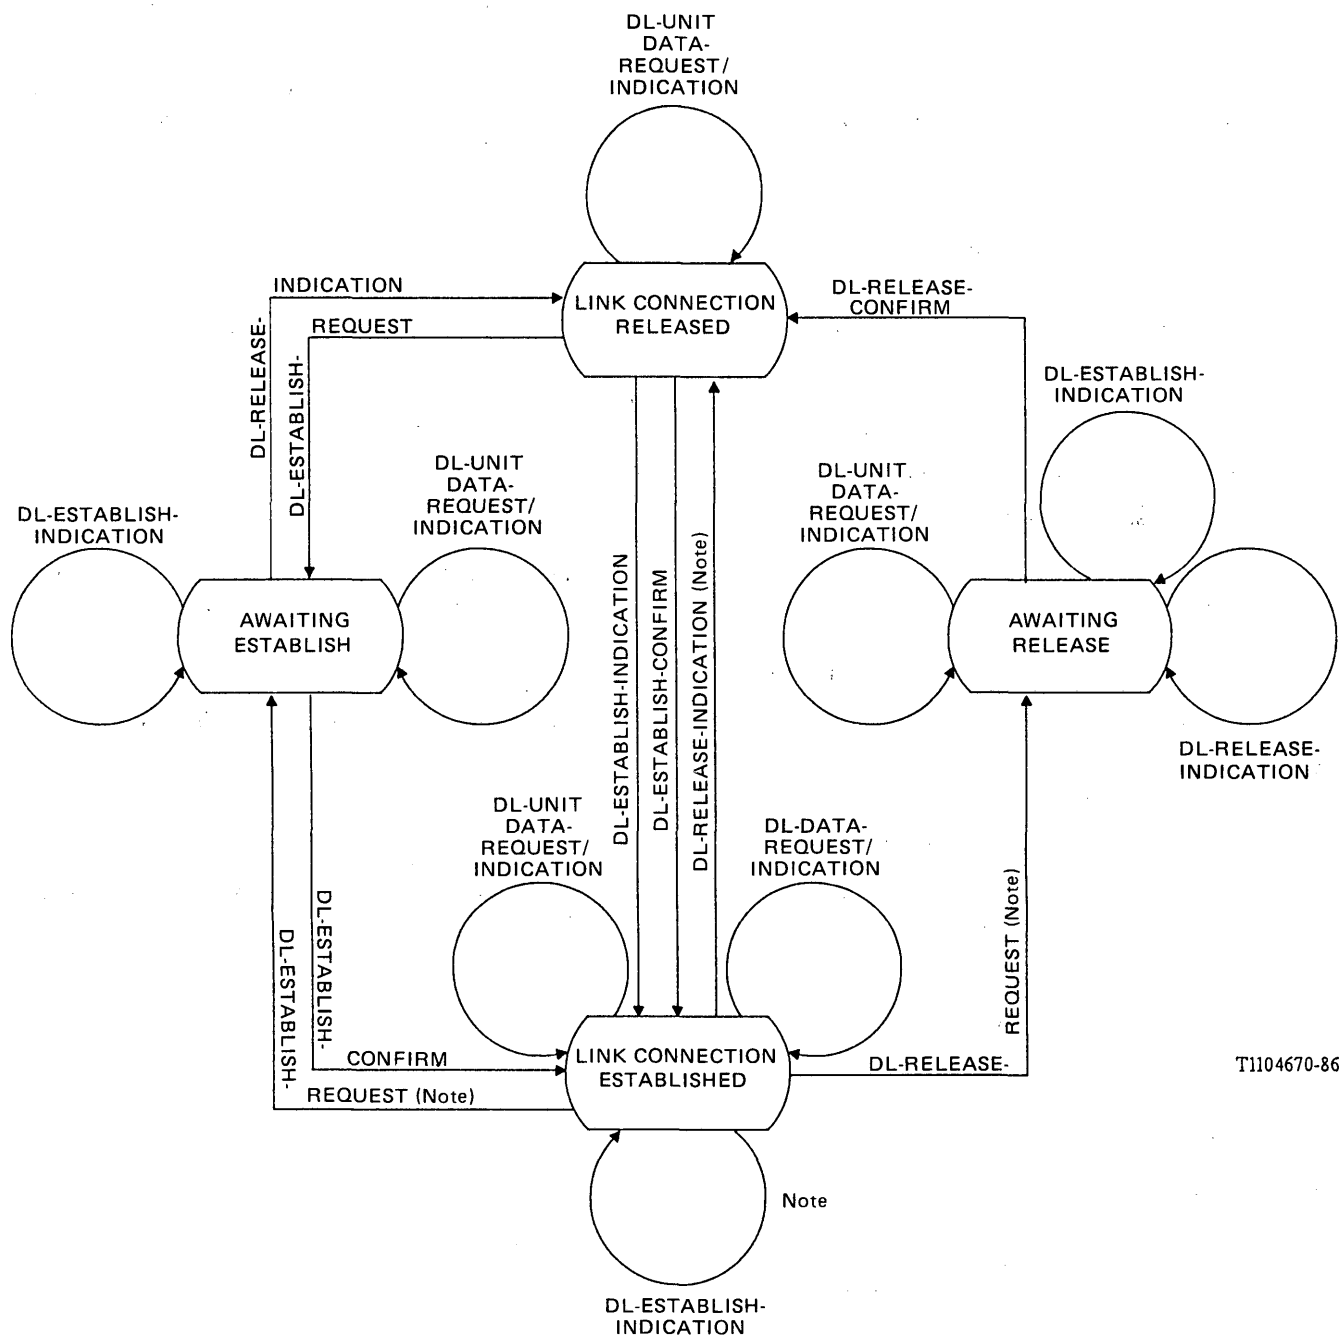 DL-UNIT
DATA-
REQUEST/
INDICATION
INDICATION
REQUEST
DL-RELEASE-
DL-ESTABLISH-
LINK CONNECTION
RELEASED
DL-RELEASE-
CONFIRM
DL-ESTABLISH-
INDICATION
DL-UNIT
DATA-
REQUEST/
INDICATION
DL-ESTABLISH-
INDICATION
DL-UNIT
DATA-
REQUEST/
INDICATION
AWAITING
ESTABLISH
DL-ESTABLISH-INDICATION
DL-ESTABLISH-CONFIRM
DL-RELEASE-INDICATION (Note)
AWAITING
RELEASE
DL-RELEASE-
INDICATION
DL-UNIT
DATA-
REQUEST/
INDICATION
DL-DATA-
REQUEST/
INDICATION
DL-ESTABLISH-
DL-ESTABLISH-
CONFIRM
REQUEST (Note)
LINK CONNECTION
ESTABLISHED
DL-RELEASE-
REQUEST (Note)
T1104670-86
Note
DL-ESTABLISH-
INDICATION